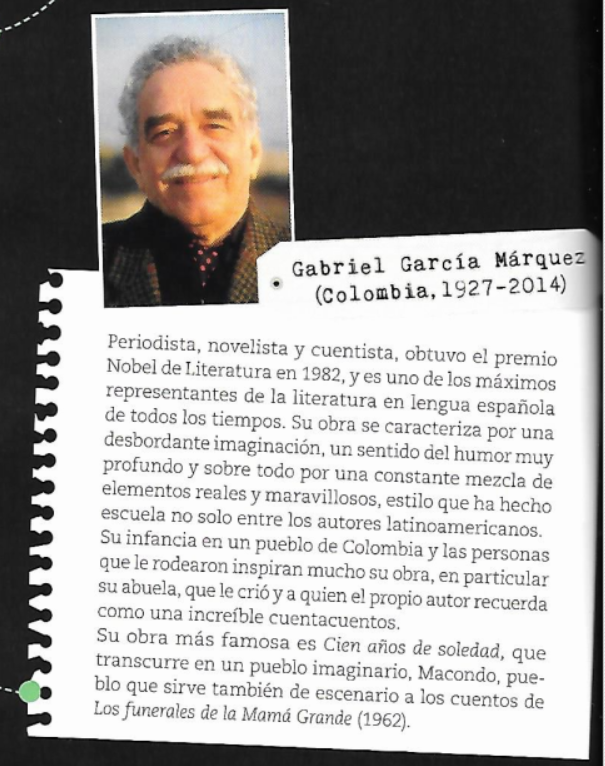 Gabriel García Márquez
(Colombia, 1927-2014)
Periodista, novelista y cuentista, obtuvo el premio
Nobel de Literatura en 1982, y es uno de los máximos
representantes de la literatura en lengua española
de todos los tiempos. Su obra se caracteriza por una
desbordante imaginación, un sentido del humor muy
profundo y sobre todo por una constante mezcla de
elementos reales y maravillosos, estilo que ha hecho
escuela no solo entre los autores latinoamericanos.
Su infancia en un pueblo de Colombia y las personas
que le rodearon inspiran mucho su obra, en particular
su abuela, que le crió y a quien el propio autor recuerda
como una increíble cuentacuentos.
Su obra más famosa es Cien años de soledad, que
transcurre en un pueblo imaginario, Macondo, pue-
blo que sirve también de escenario a los cuentos de
Los funerales de la Mamá Grande (1962).